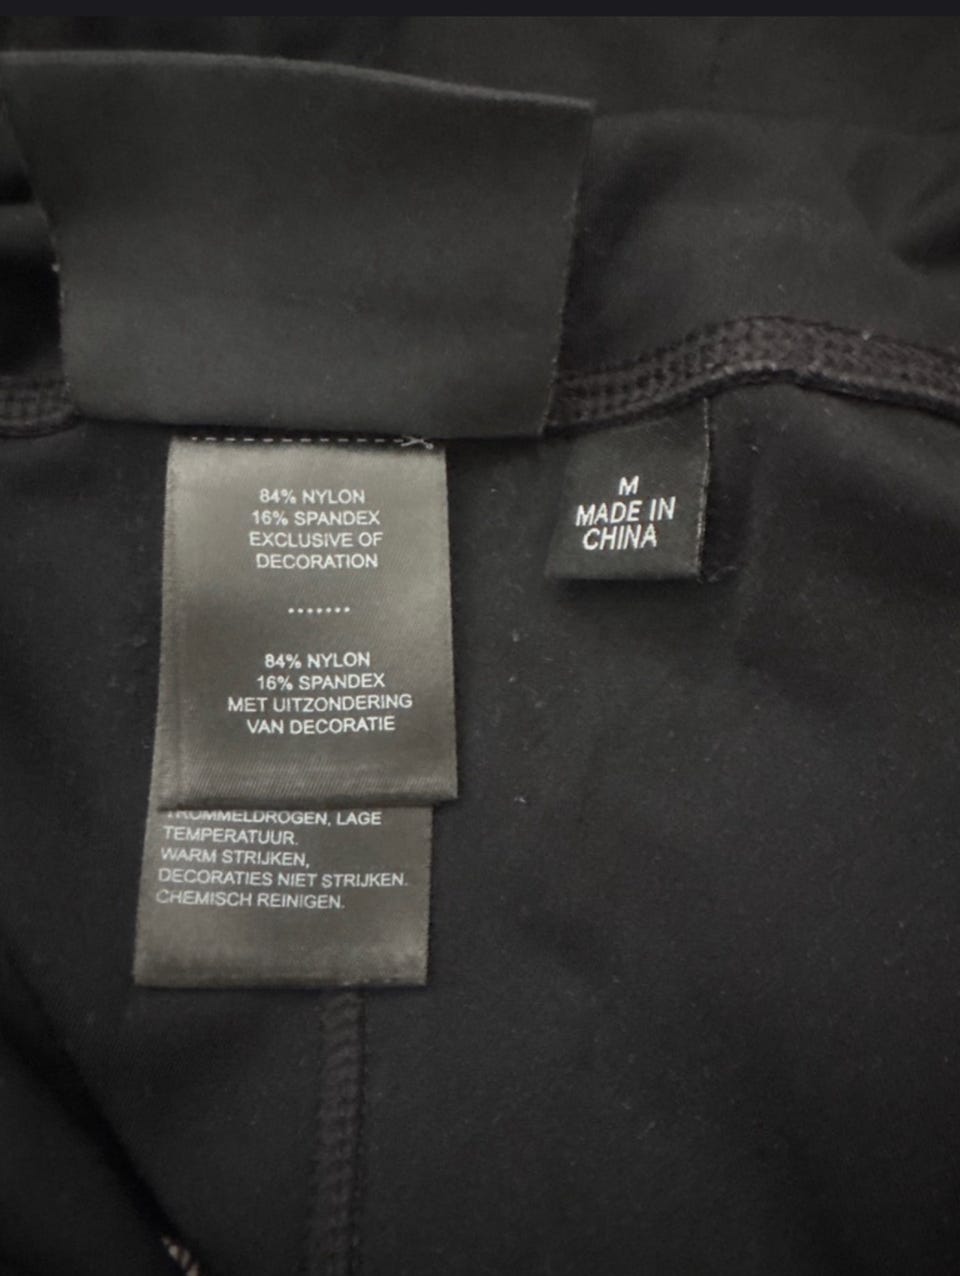 84% NYLON
16% SPANDEX
EXCLUSIVE OF
DECORATION
.......
84% NYLON
16% SPANDEX
MET UITZONDERING
VAN DECORATIE
TROMMELDROGEN, LAGE
TEMPERATUUR.
WARM STRIJKEN,
DECORATIES NIET STRIJKEN.
CHEMISCH REINIGEN.
M
MADE IN
CHINA